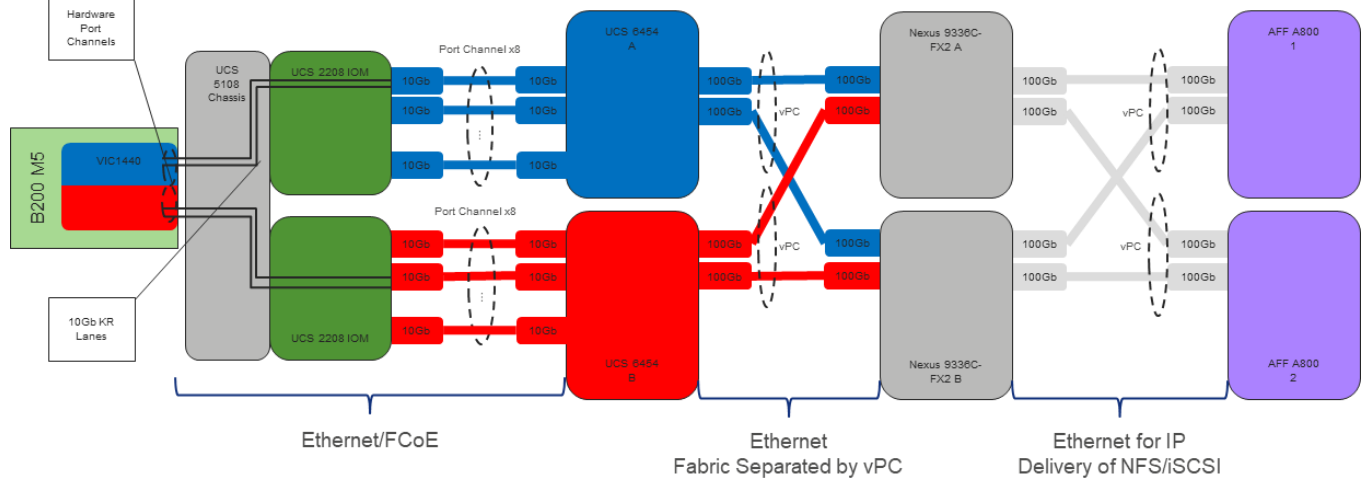 Hardware
Port
Channels
UCS
5108
Chassis
UCS 2208 IOM
Port Channel x8
10Gb
10Gb
10Gb
10Gb
...
10Gb
10Gb
UCS 6454
A
100Gb
100Gb
vPC
100Gb
100Gb
Nexus 9336C-
FX2 A
100Gb
100Gb
vPC
100Gb
100Gb
AFF A800
1
B200 M5
VIC1440
10Gb KR
Lanes
UCS 2208 IOM
Port Channel x8
10Gb
10Gb
10Gb
10Gb
...
10Gb
10Gb
UCS 6454
B
100Gb
100Gb
vPC
100Gb
100Gb
Nexus 9336C-
FX2 B
100Gb
100Gb
vPC
100Gb
100Gb
AFF A800
2
Ethernet/FCoE
Ethernet
Fabric Separated by vPC
Ethernet for IP
Delivery of NFS/iSCSI